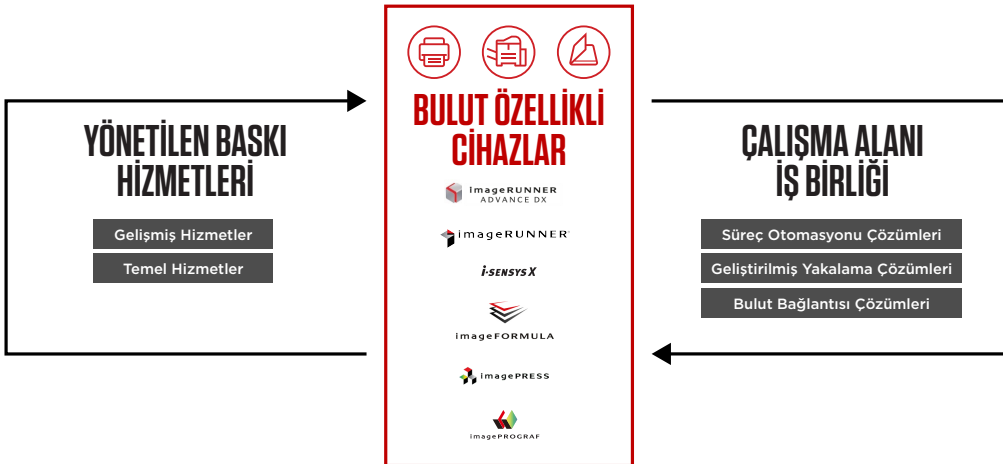 YÖNETİLEN BASKI
HİZMETLERİ
Gelişmiş Hizmetler
Temel Hizmetler
BULUT ÖZELLİKLİ
CİHAZLAR
imageRUNNER
ADVANCE DX
imageRUNNER
i-SENSYS X
imageFORMULA
imagePRESS
imagePROGRAF
ÇALIŞMA ALANI
İŞ BİRLİĞİ
Süreç Otomasyonu Çözümleri
Geliştirilmiş Yakalama Çözümleri
Bulut Bağlantısı Çözümleri